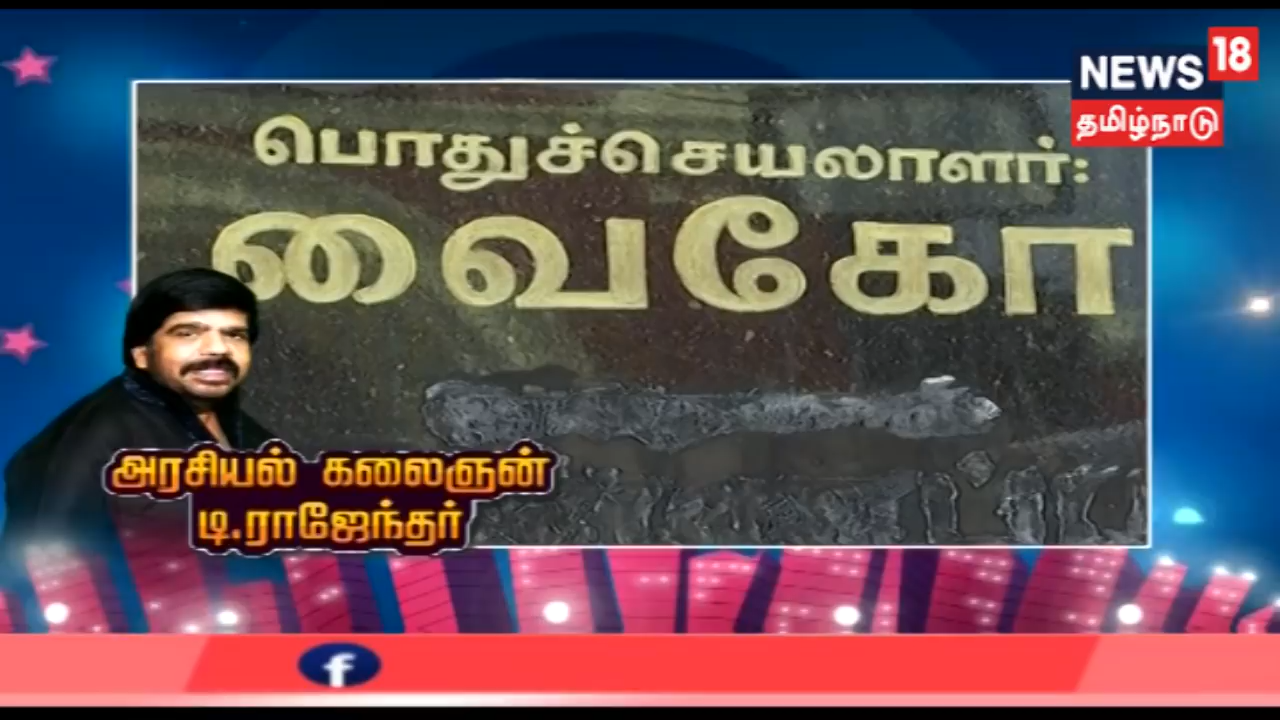 NEWS 18
தமிழ்நாடு
பொதுச்செயலாளர்:
வைகோ
அரசியல் கலைஞன்
டி.ராஜேந்தர்
f